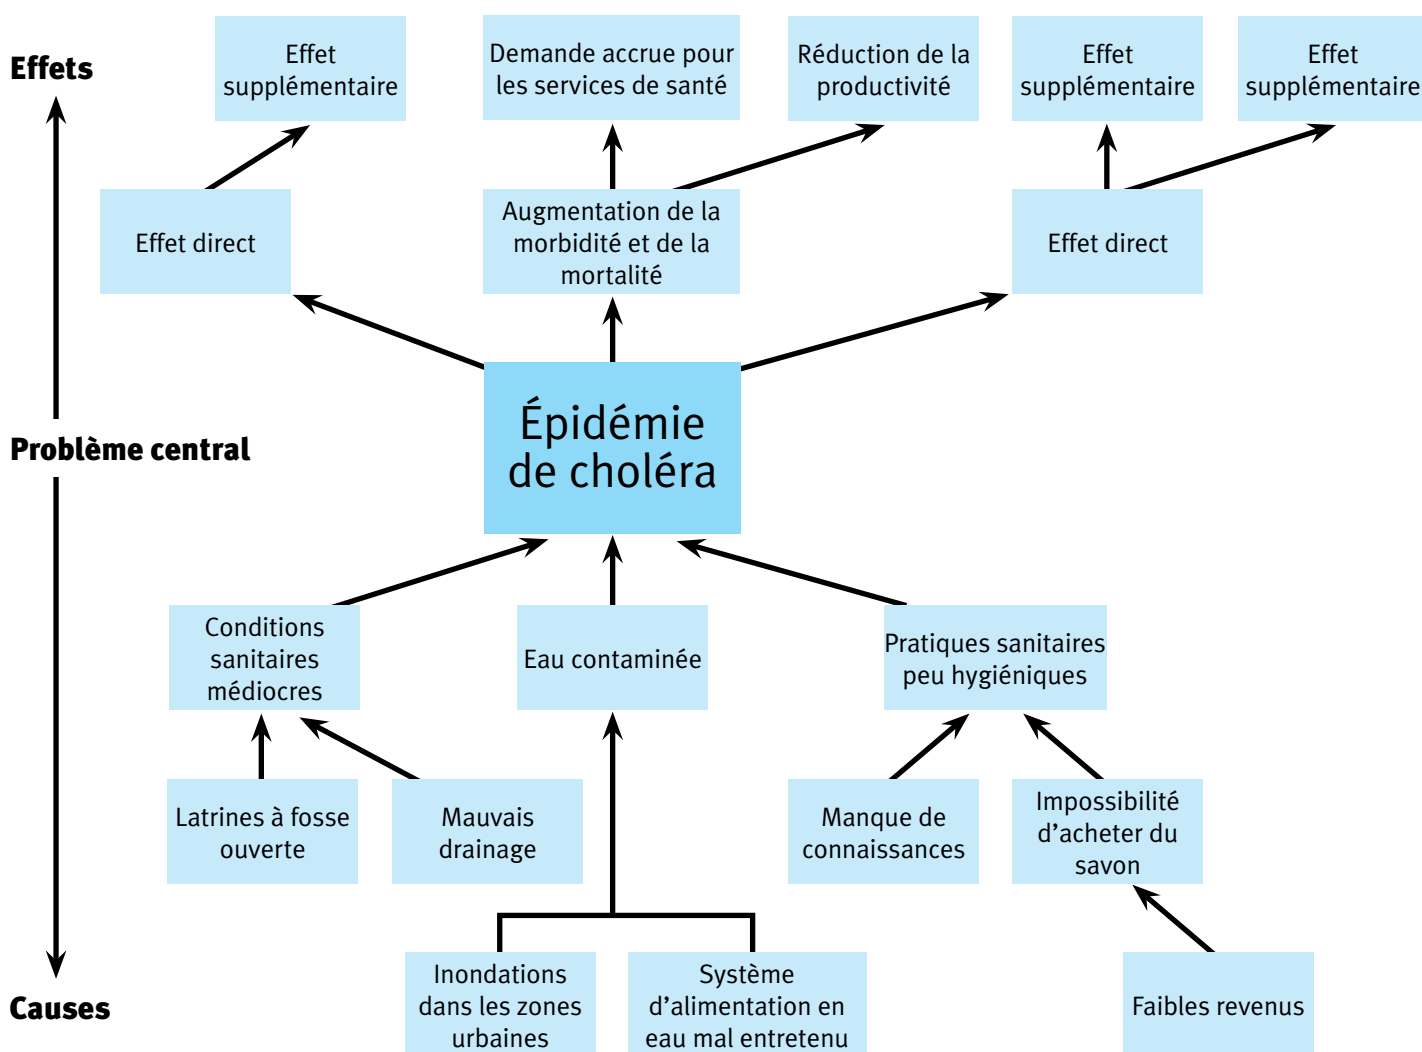 Effets
Effet
supplémentaire
Demande accrue pour
les services de santé
Réduction de la
productivité
Effet
supplémentaire
Effet
supplémentaire
Effet direct
Augmentation de la
morbidité et de la
mortalité
Effet direct
Problème central
Épidémie
de choléra
Conditions
sanitaires
médiocres
Eau contaminée
Pratiques sanitaires
peu hygiéniques
Latrines à fosse
ouverte
Mauvais
drainage
Manque de
connaissances
Impossibilité
d’acheter du
savon
Causes
Inondations
dans les zones
urbaines
Système
d’alimentation en
eau mal entretenu
Faibles revenus